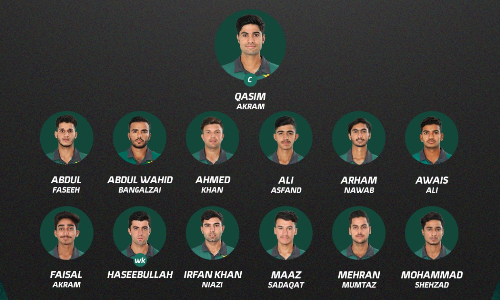 c
QASIM
AKRAM
ABDUL
FASEEH
ABDUL WAHID
BANGALZAI
AHMED
KHAN
ALI
ASFAND
ARHAM
NAWAB
AWAIS
ALI
FAISAL
AKRAM
wk
HASEEBULLAH
IRFAN KHAN
NIAZI
MAAZ
SADAQAT
MEHRAN
MUMTAZ
MOHAMMAD
SHEHZAD